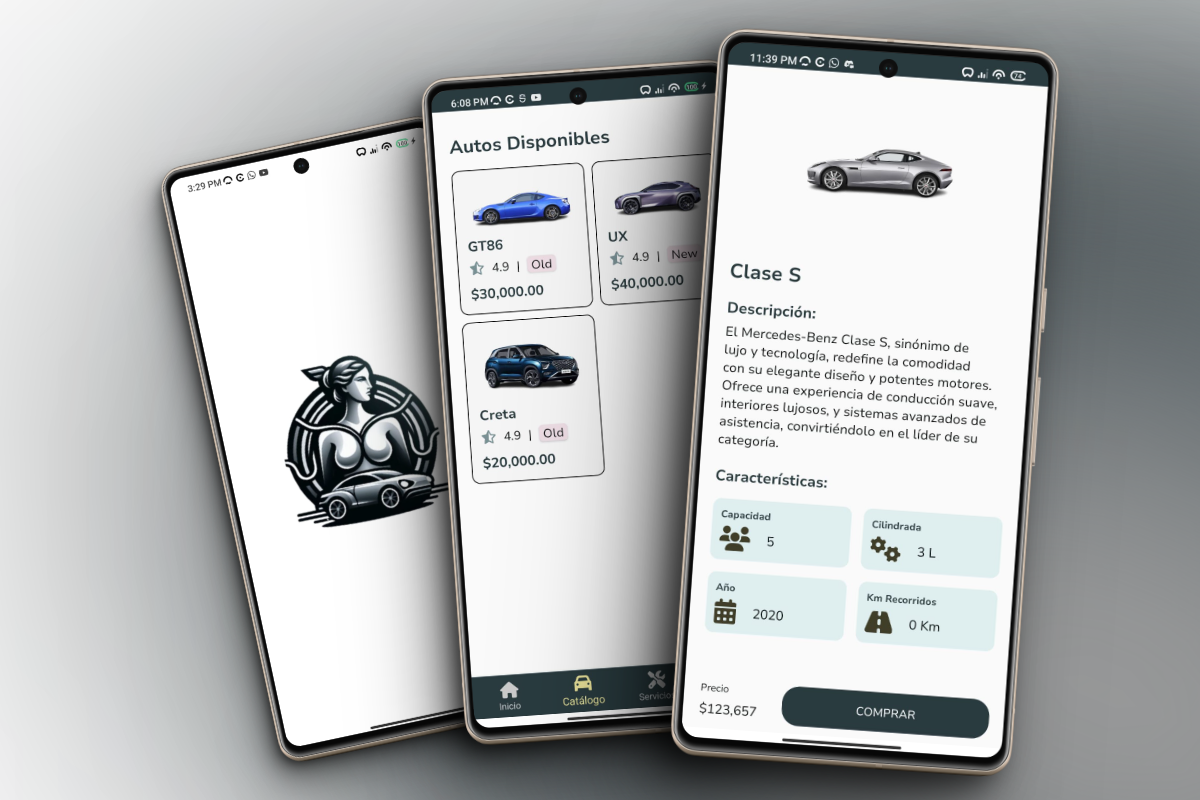 3:29 PM
6:08 PM
100
Autos Disponibles
GT86
4.9 | Old
$30,000.00
UX
4.9 | New
$40,000.00
Creta
4.9 | Old
$20,000.00
Inicio
Catálogo
11:39 PM
74
Clase S
Descripción:
El Mercedes-Benz Clase S, sinónimo de
lujo y tecnología, redefine la comodidad
con su elegante diseño y potentes motores.
Ofrece una experiencia de conducción suave,
interiores lujosos, y sistemas avanzados de
asistencia, convirtiéndolo en el líder de su
categoría.
Características:
Capacidad
5
Cilindrada
3 L
Año
2020
Km Recorridos
0 Km
Precio
$123,657
COMPRAR